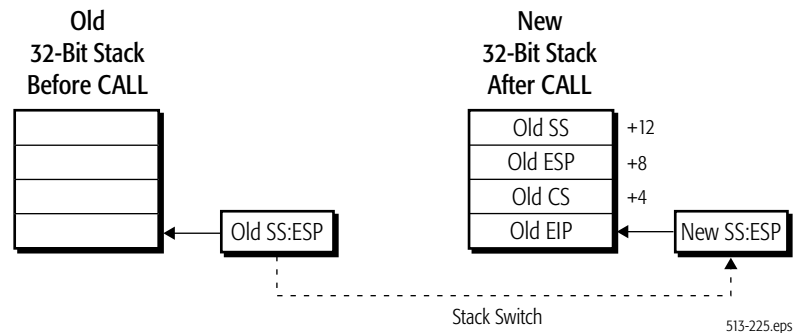 Old
32-Bit Stack
Before CALL
New
32-Bit Stack
After CALL
Old SS
+12
Old ESP
+8
Old CS
+4
Old EIP
Old SS:ESP
New SS:ESP
Stack Switch
513-225.eps